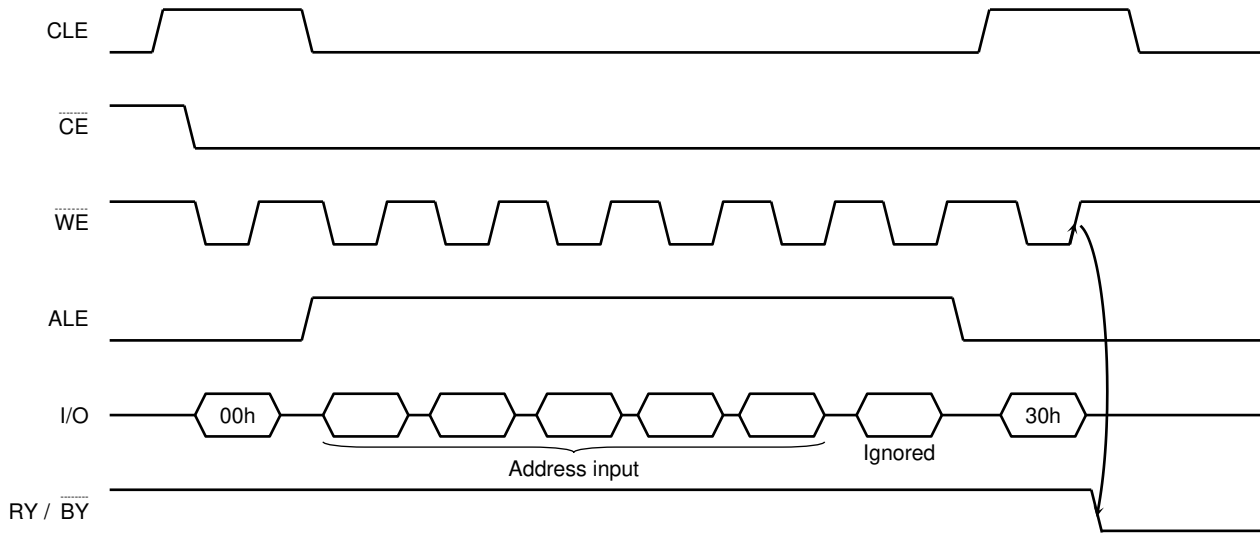 CLE
CE
WE
ALE
I/O
00h
30h
Address input
Ignored
RY / BY